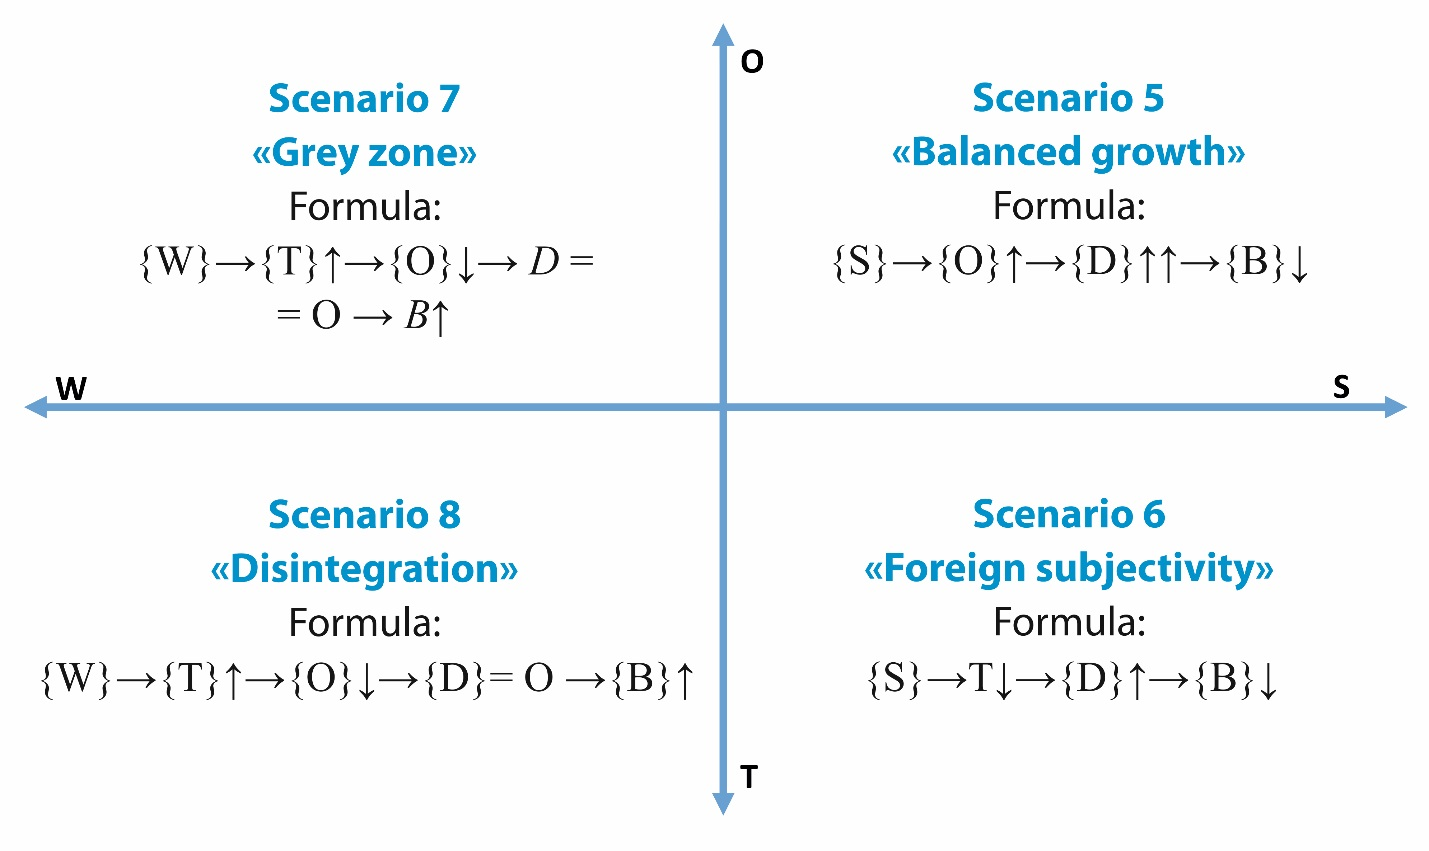 O
Scenario 7
«Grey zone»
Formula:
{W}→{T}↑→{O}↓→ D =
= O → B↑
Scenario 5
«Balanced growth»
Formula:
{S}→{O}↑→{D}↑↑→{B}↓
W
S
Scenario 8
«Disintegration»
Formula:
{W}→{T}↑→{O}↓→{D}= O →{B}↑
Scenario 6
«Foreign subjectivity»
Formula:
{S}→T↓→{D}↑→{B}↓
T